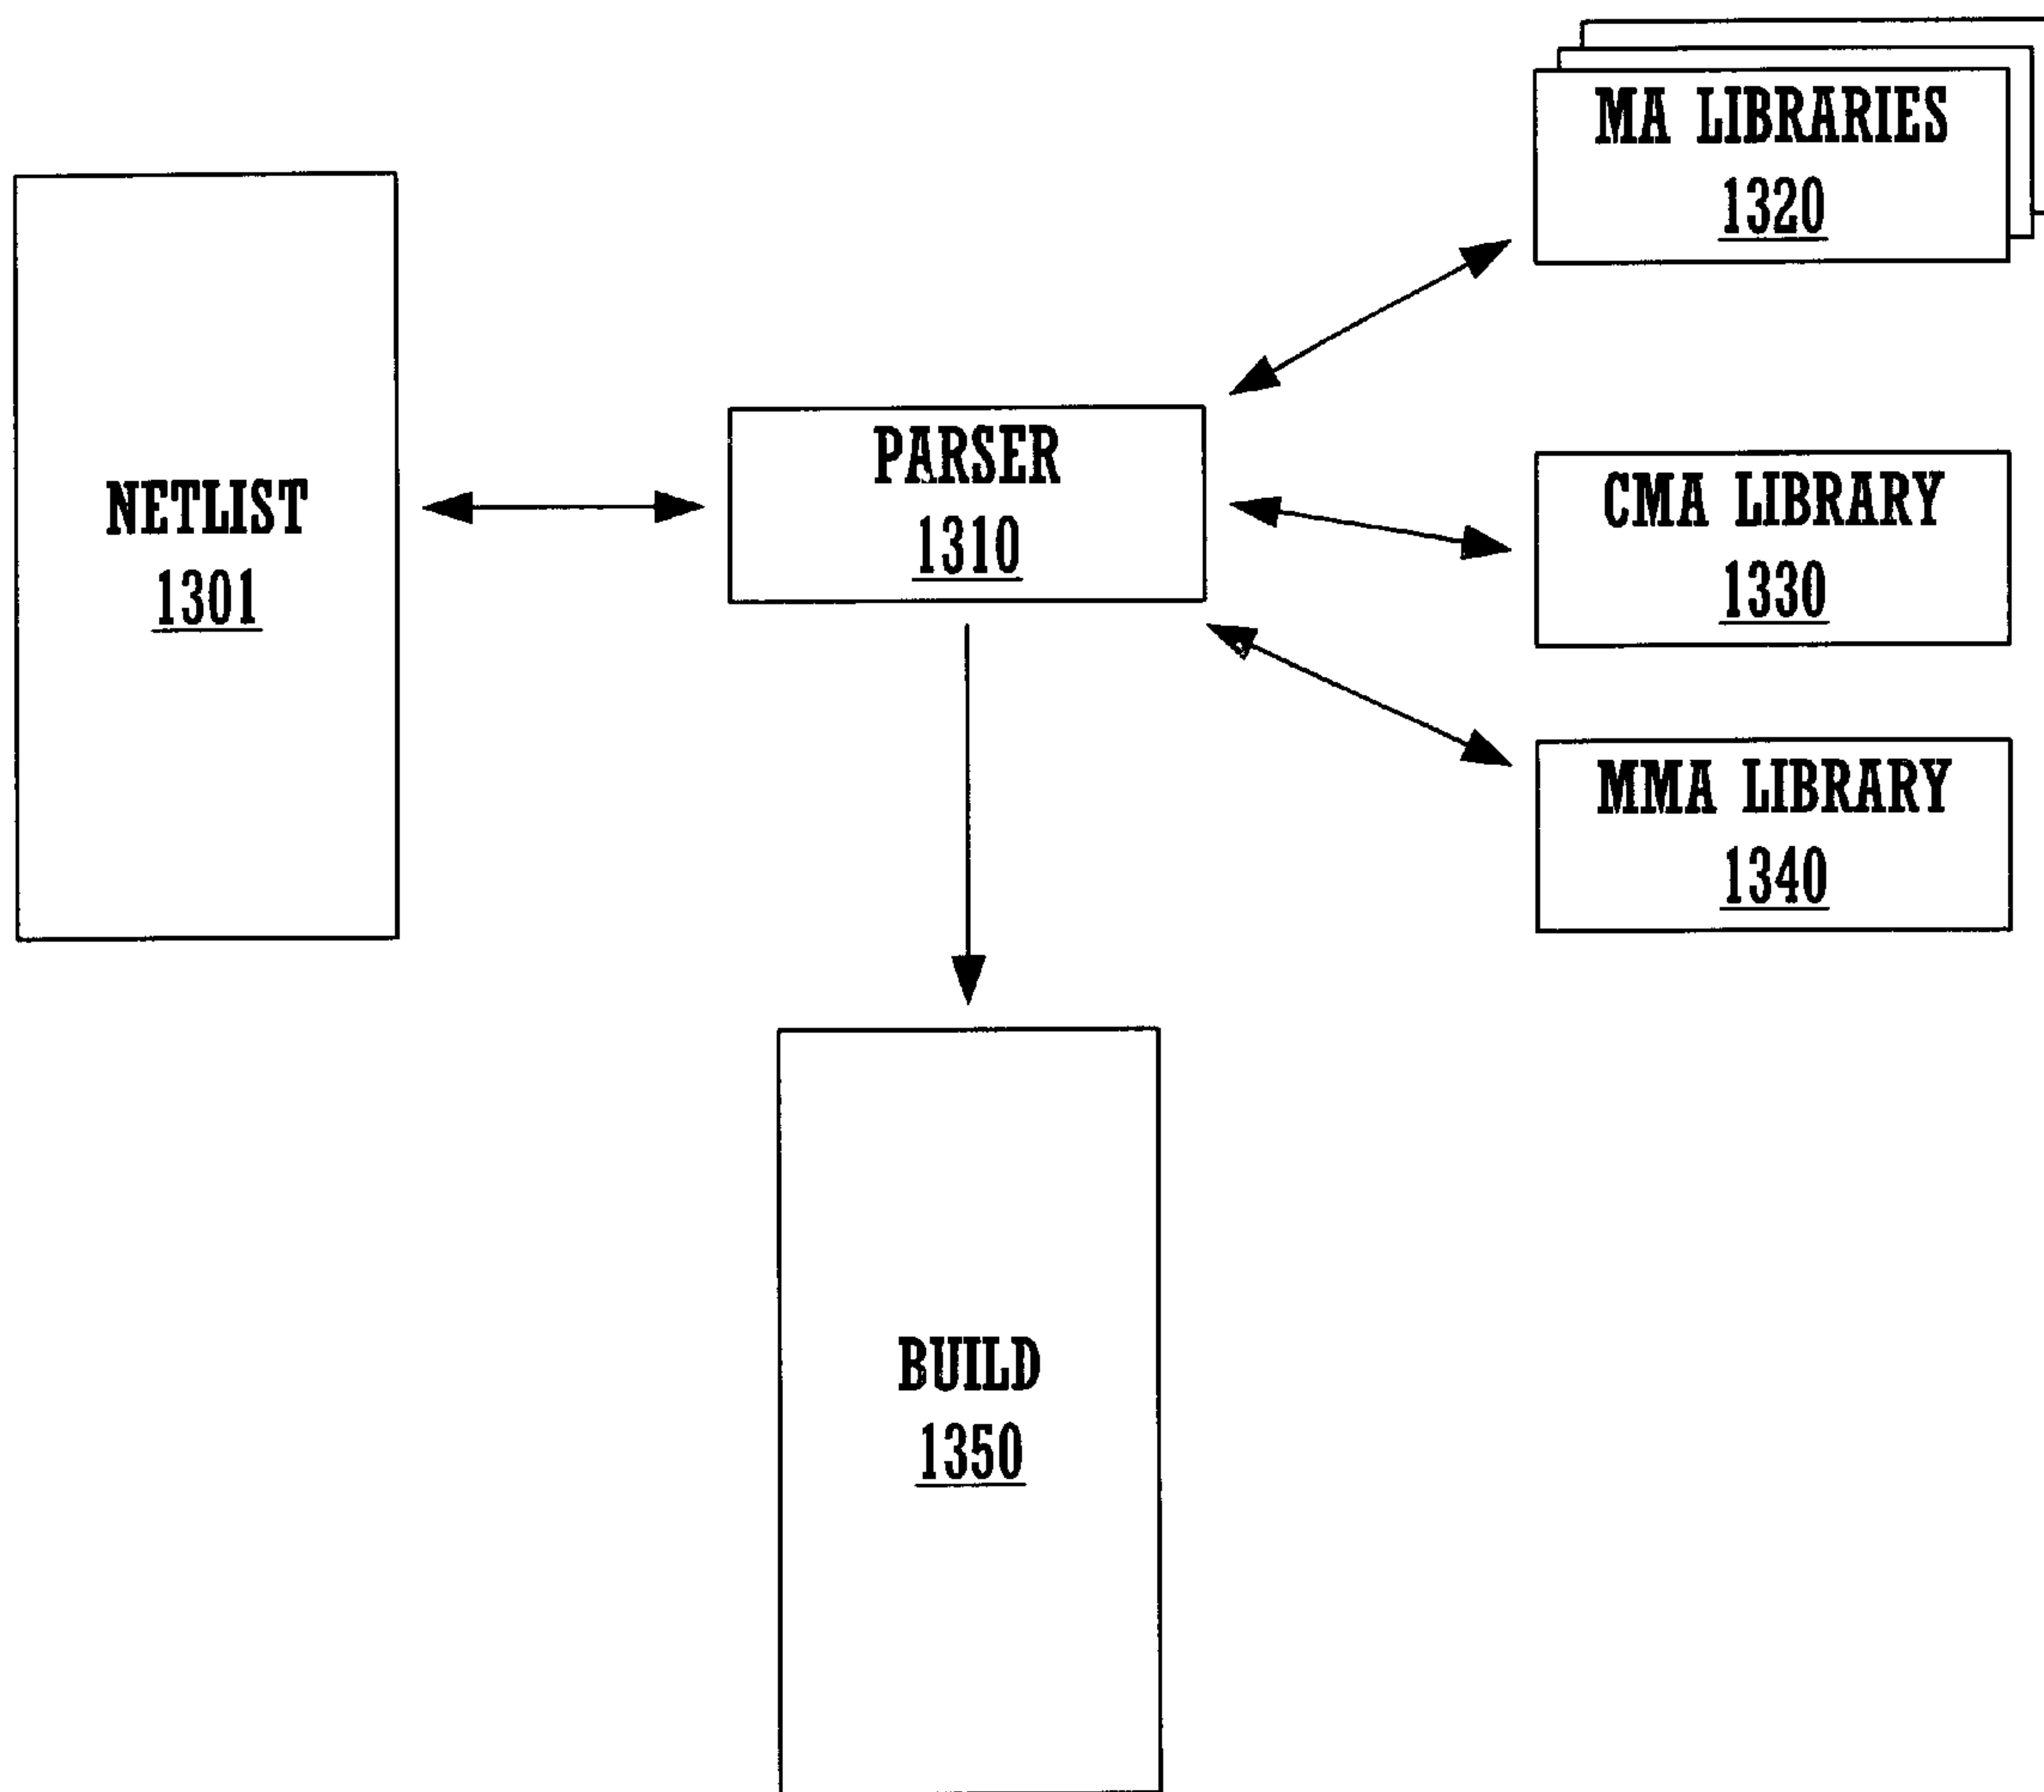 MA LIBRARIES
1320
NETLIST
1301
PARSER
1310
CMA LIBRARY
1330
MMA LIBRARY
1340
BUILD
1350